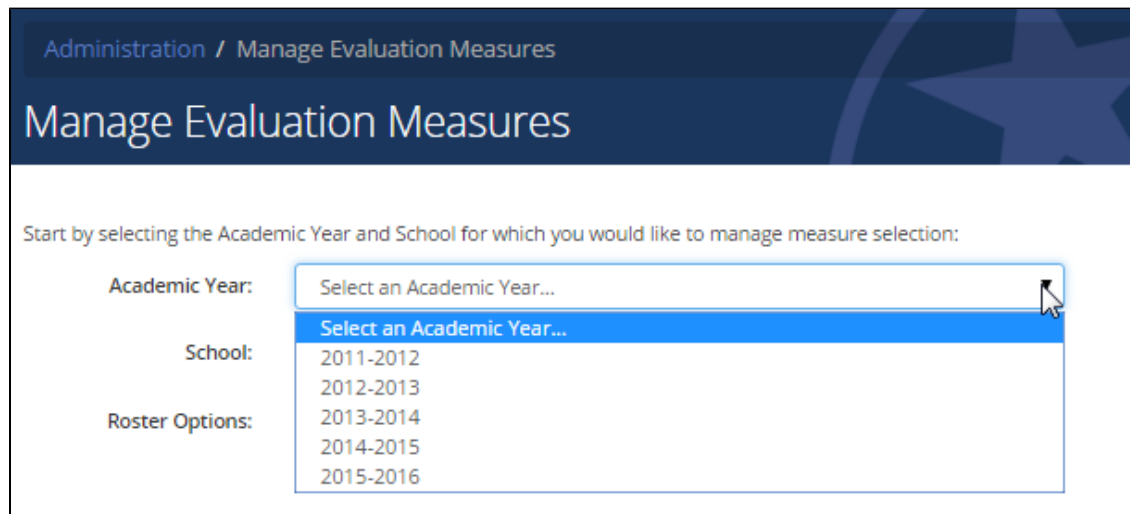 Administration / Manage Evaluation Measures
Manage Evaluation Measures
Start by selecting the Academic Year and School for which you would like to manage measure selection:
Academic Year: Select an Academic Year...
Select an Academic Year...
School: 2011-2012
2012-2013
Roster Options: 2013-2014
2014-2015
2015-2016